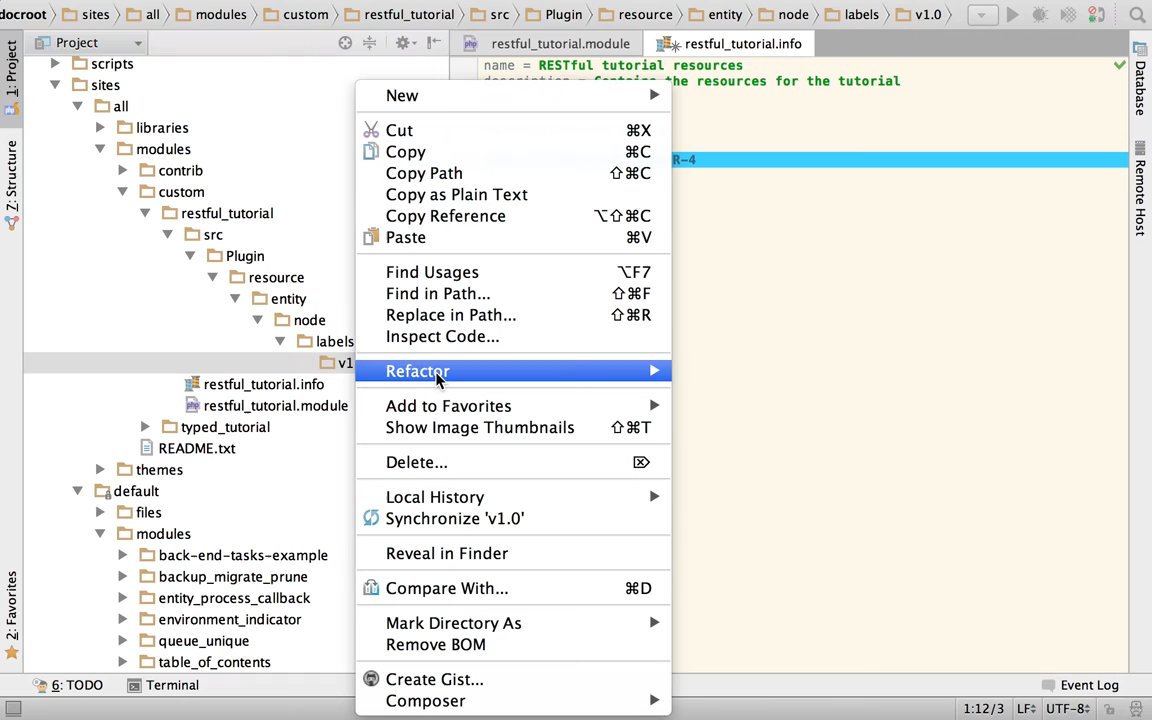 docroot sites all modules custom restful_tutorial src Plugin resource entity node labels v1.0
1: Project
Z: Structure
2: Favorites
Project
scripts
sites
all
libraries
modules
contrib
custom
restful_tutorial
src
Plugin
resource
entity
node
labels
v1
restful_tutorial.info
restful_tutorial.module
typed_tutorial
README.txt
themes
default
files
modules
back-end-tasks-example
backup_migrate_prune
entity_process_callback
environment_indicator
queue_unique
table_of_contents
restful_tutorial.module restful_tutorial.info
name = RESTful tutorial resources
the resources for the tutorial
R-4
New
Cut ⌘X
Copy ⌘C
Copy Path ⇧⌘C
Copy as Plain Text
Copy Reference ⌥⇧⌘C
Paste ⌘V
Find Usages ⌥F7
Find in Path... ⇧⌘F
Replace in Path... ⇧⌘R
Inspect Code...
Refactor
Add to Favorites
Show Image Thumbnails ⇧⌘T
Delete... ⌦
Local History
Synchronize 'v1.0'
Reveal in Finder
Compare With... ⌘D
Mark Directory As
Remove BOM
Create Gist...
Composer
Database
Remote Host
6: TODO Terminal Event Log
1:12/3 LF UTF-8